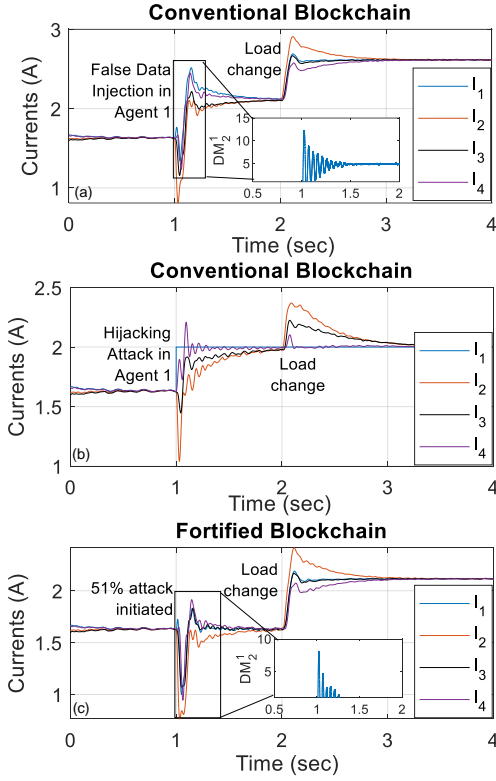 Conventional Blockchain
3
2
1
Currents (A)
False Data
Injection in
Agent 1
Load
change
DM₂¹
15
10
5
0.5
1
1.5
2
I₁
I₂
I₃
I₄
(a)
0
1
2
3
4
Time (sec)
Conventional Blockchain
2.5
2
1.5
1
Currents (A)
Hijacking
Attack in
Agent 1
Load
change
I₁
I₂
I₃
I₄
(b)
0
1
2
3
4
Time (sec)
Fortified Blockchain
2
1.5
1
Currents (A)
51% attack
initiated
Load
change
DM₂¹
10
5
0.5
1
1.5
2
I₁
I₂
I₃
I₄
(c)
0
1
2
3
4
Time (sec)